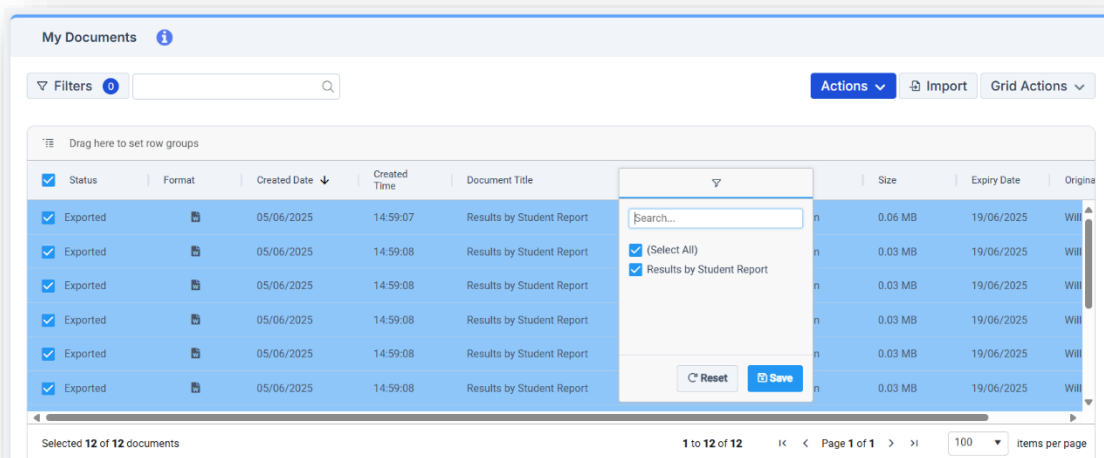 My Documents
Filters 0
Actions Import Grid Actions
Drag here to set row groups
Status Format Created Date Created Time Document Title Size Expiry Date Origina
Search...
(Select All)
Results by Student Report
Reset Save
Exported 05/06/2025 14:59:07 Results by Student Report n 0.06 MB 19/06/2025 Will
Exported 05/06/2025 14:59:08 Results by Student Report n 0.03 MB 19/06/2025 Will
Exported 05/06/2025 14:59:08 Results by Student Report n 0.03 MB 19/06/2025 Will
Exported 05/06/2025 14:59:08 Results by Student Report n 0.03 MB 19/06/2025 Will
Exported 05/06/2025 14:59:08 Results by Student Report n 0.03 MB 19/06/2025 Will
Exported 05/06/2025 14:59:08 Results by Student Report n 0.03 MB 19/06/2025 Will
Selected 12 of 12 documents 1 to 12 of 12 Page 1 of 1 100 items per page